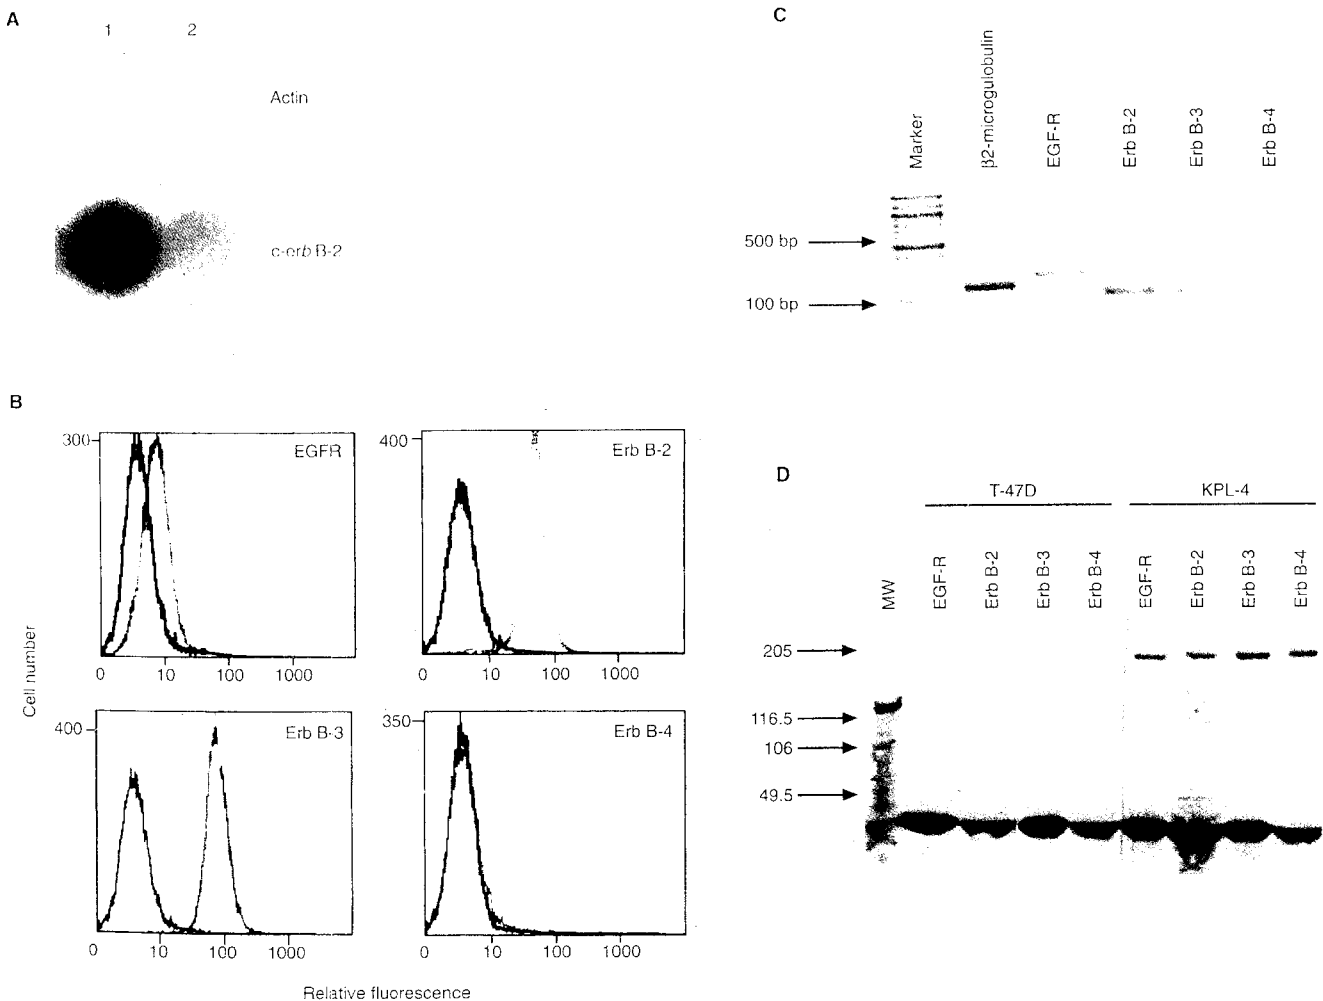 A
1 2
Actin
c-erb B-2
B
300
EGFR
0 10 100 1000
400
Erb B-2
0 10 100 1000
Cell number
400
Erb B-3
0 10 100 1000
350
Erb B-4
0 10 100 1000
Relative fluorescence
C
Marker
β2-microgulobulin
EGF-R
Erb B-2
Erb B-3
Erb B-4
500 bp
100 bp
D
T-47D KPL-4
MW
EGF-R
Erb B-2
Erb B-3
Erb B-4
EGF-R
Erb B-2
Erb B-3
Erb B-4
205
116.5
106
49.5